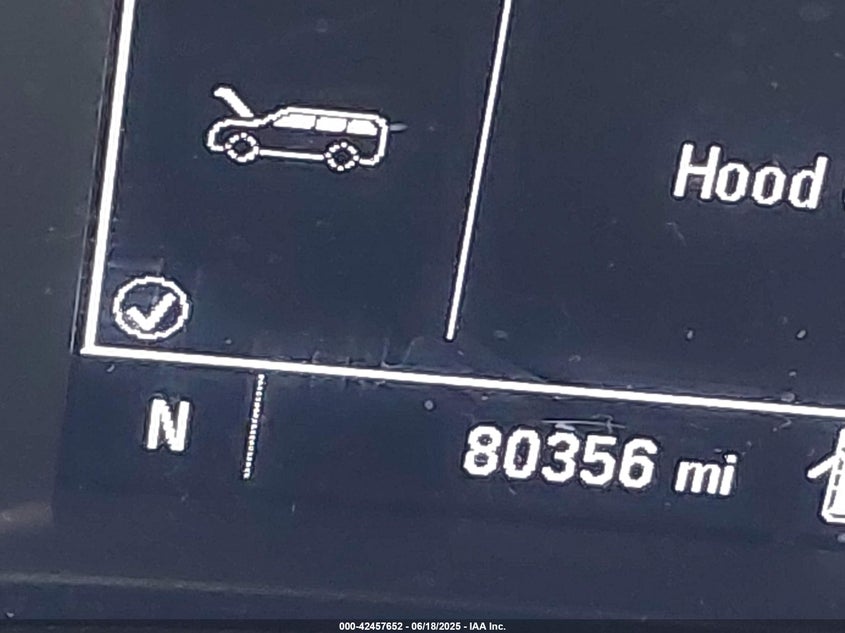 Hood
N
80356 mi
000-42457652 - 06/18/2025 - IAA Inc.